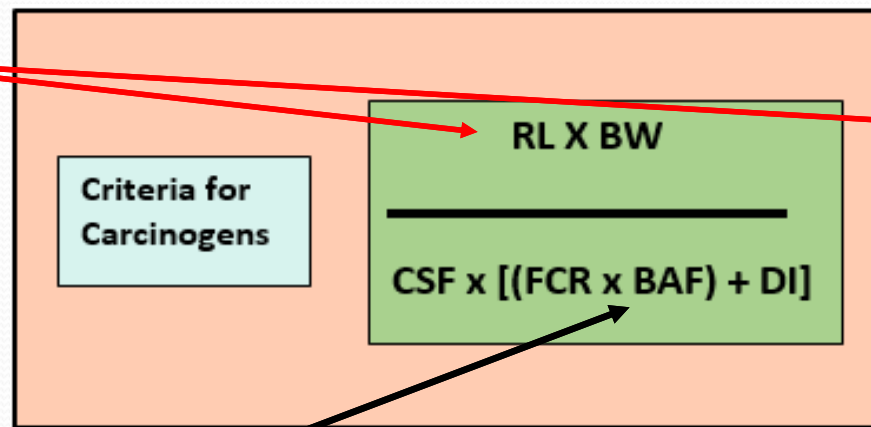 Criteria for
Carcinogens
RL X BW
CSF x [(FCR x BAF) + DI]